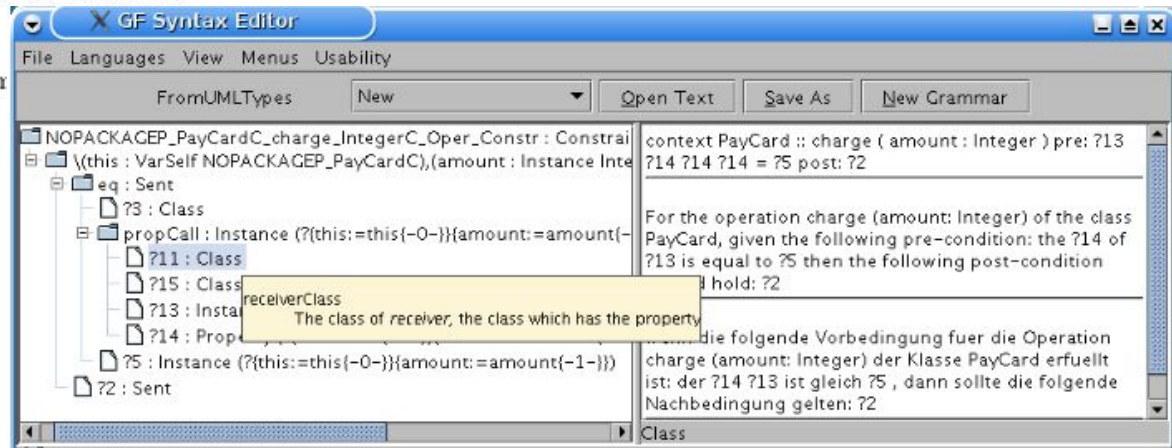 GF Syntax Editor
File Languages View Menus Usability
FromUMLTypes New Open Text Save As New Grammar
NOPACKAGEP_PayCardC_charge_IntegerC_Oper_Constr : Constrai
\(this : VarSelf NOPACKAGEP_PayCardC),(amount : Instance Inte
eq : Sent
?3 : Class
propCall : Instance (?{this:=this{-0-}}{amount:=amount{-
?11 : Class
?15 : Class
?13 : Instan
?14 : Prope
?5 : Instance (?{this:=this{-0-}}{amount:=amount{-1-}})
?2 : Sent
receiverClass
The class of receiver, the class which has the property
context PayCard :: charge ( amount : Integer ) pre: ?13
?14 ?14 ?14 = ?5 post: ?2
For the operation charge (amount: Integer) of the class
PayCard, given the following pre-condition: the ?14 of
?13 is equal to ?5 then the following post-condition
hold: ?2
die folgende Vorbedingung fuer die Operation
charge (amount: Integer) der Klasse PayCard erfuellt
ist: der ?14 ?13 ist gleich ?5 , dann sollte die folgende
Nachbedingung gelten: ?2
Class